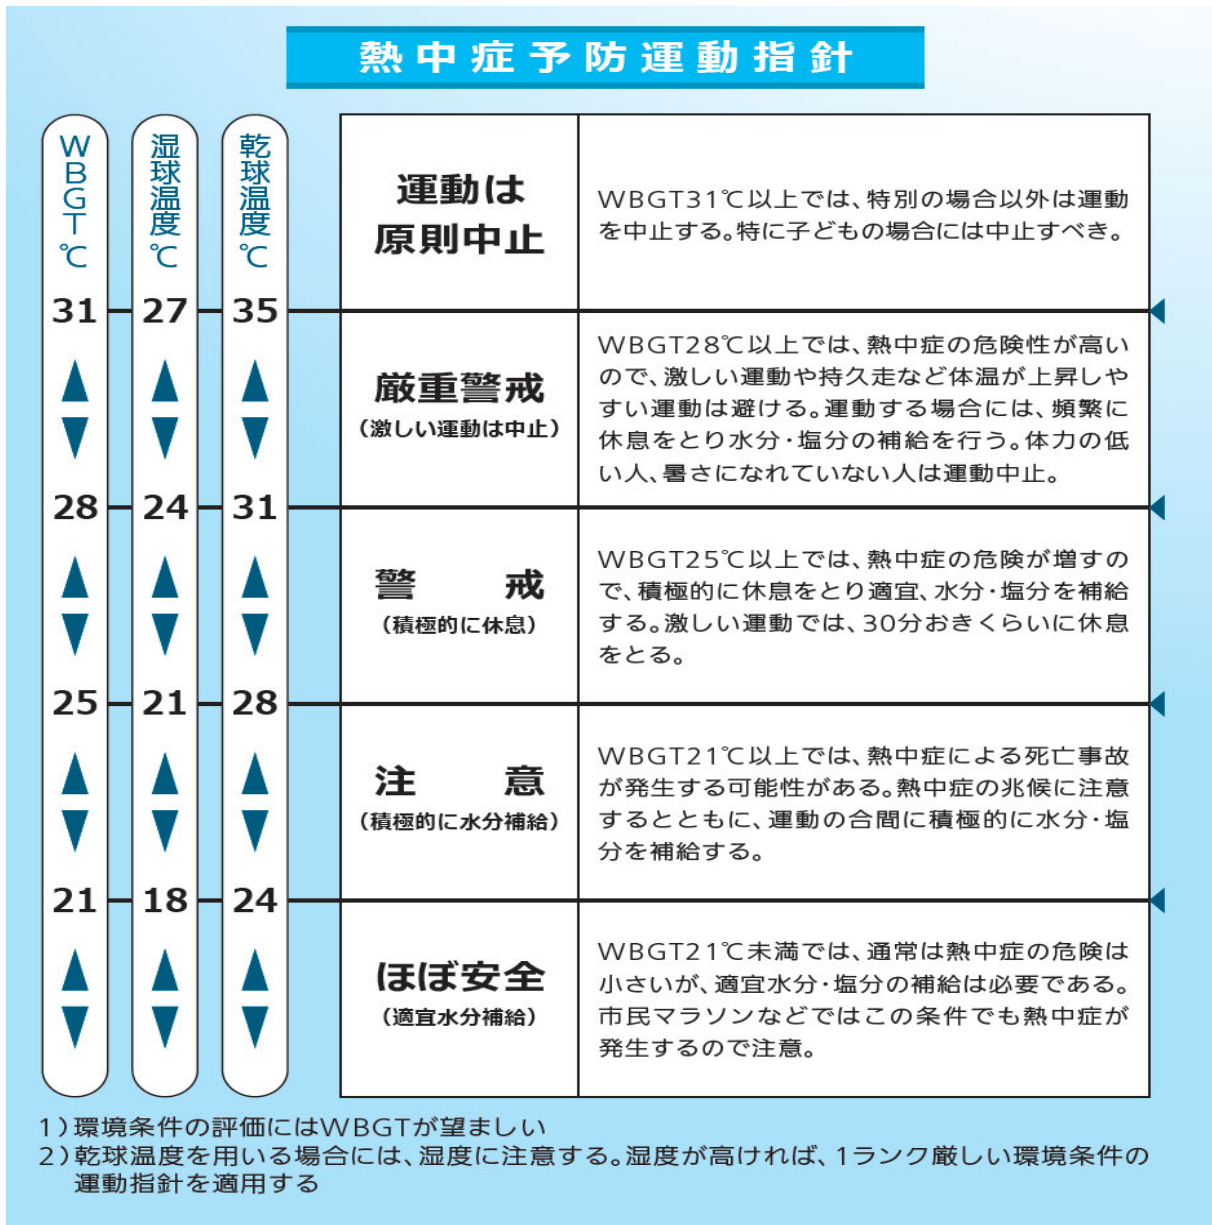 熱中症予防運動指針
WBGT℃
湿球温度℃
乾球温度℃
運動は
原則中止
WBGT31℃以上では、特別の場合以外は運動
を中止する。特に子どもの場合には中止すべき。
31 27 35
厳重警戒
(激しい運動は中止)
WBGT28℃以上では、熱中症の危険性が高い
ので、激しい運動や持久走など体温が上昇しや
すい運動は避ける。運動する場合には、頻繁に
休息をとり水分・塩分の補給を行う。体力の低
い人、暑さになれていない人は運動中止。
28 24 31
警 戒
(積極的に休息)
WBGT25℃以上では、熱中症の危険が増すの
で、積極的に休息をとり適宜、水分・塩分を補給
する。激しい運動では、30分おきくらいに休息
をとる。
25 21 28
注 意
(積極的に水分補給)
WBGT21℃以上では、熱中症による死亡事故
が発生する可能性がある。熱中症の兆候に注意
するとともに、運動の合間に積極的に水分・塩
分を補給する。
21 18 24
ほぼ安全
(適宜水分補給)
WBGT21℃未満では、通常は熱中症の危険は
小さいが、適宜水分・塩分の補給は必要である。
市民マラソンなどではこの条件でも熱中症が
発生するので注意。
1)環境条件の評価にはWBGTが望ましい
2)乾球温度を用いる場合には、湿度に注意する。湿度が高ければ、1ランク厳しい環境条件の
運動指針を適用する